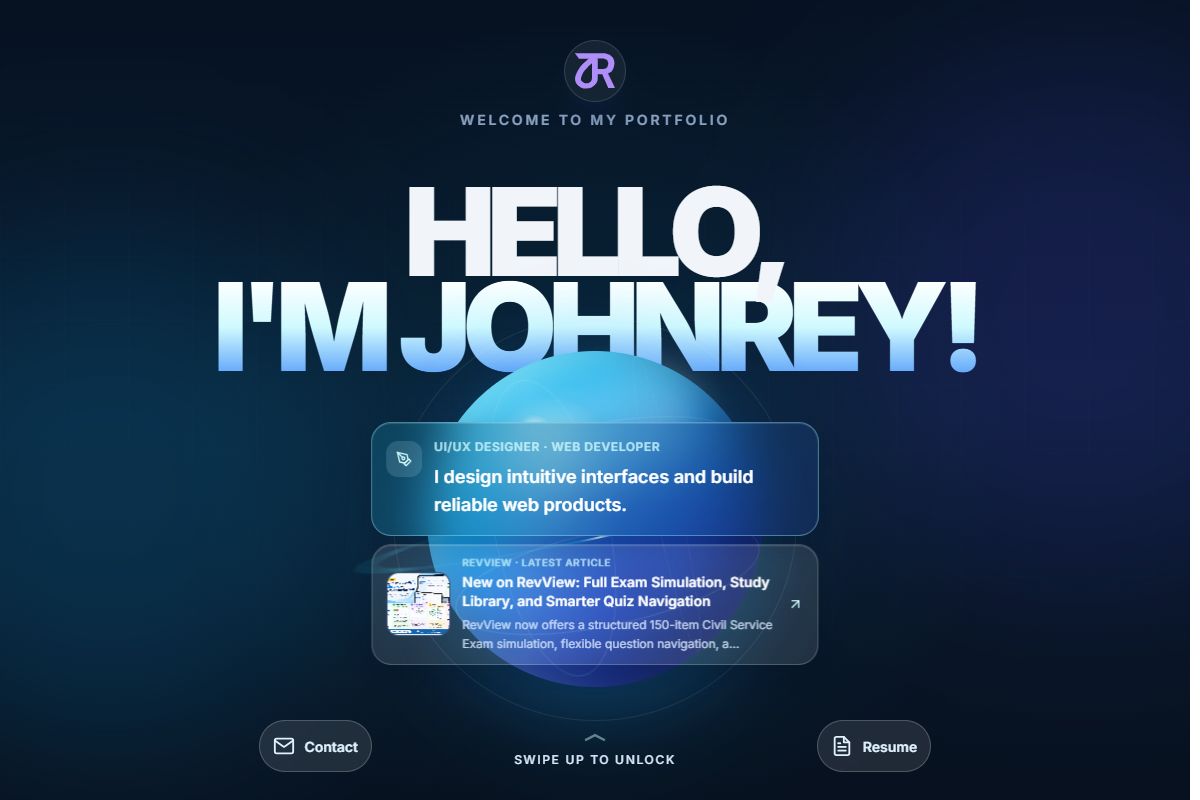 WELCOME TO MY PORTFOLIO
HELLO,
I'M JOHNREY!
UI/UX DESIGNER · WEB DEVELOPER
I design intuitive interfaces and build
reliable web products.
REVVIEW · LATEST ARTICLE
New on RevView: Full Exam Simulation, Study
Library, and Smarter Quiz Navigation
RevView now offers a structured 150-item Civil Service
Exam simulation, flexible question navigation, a...
Contact
SWIPE UP TO UNLOCK
Resume